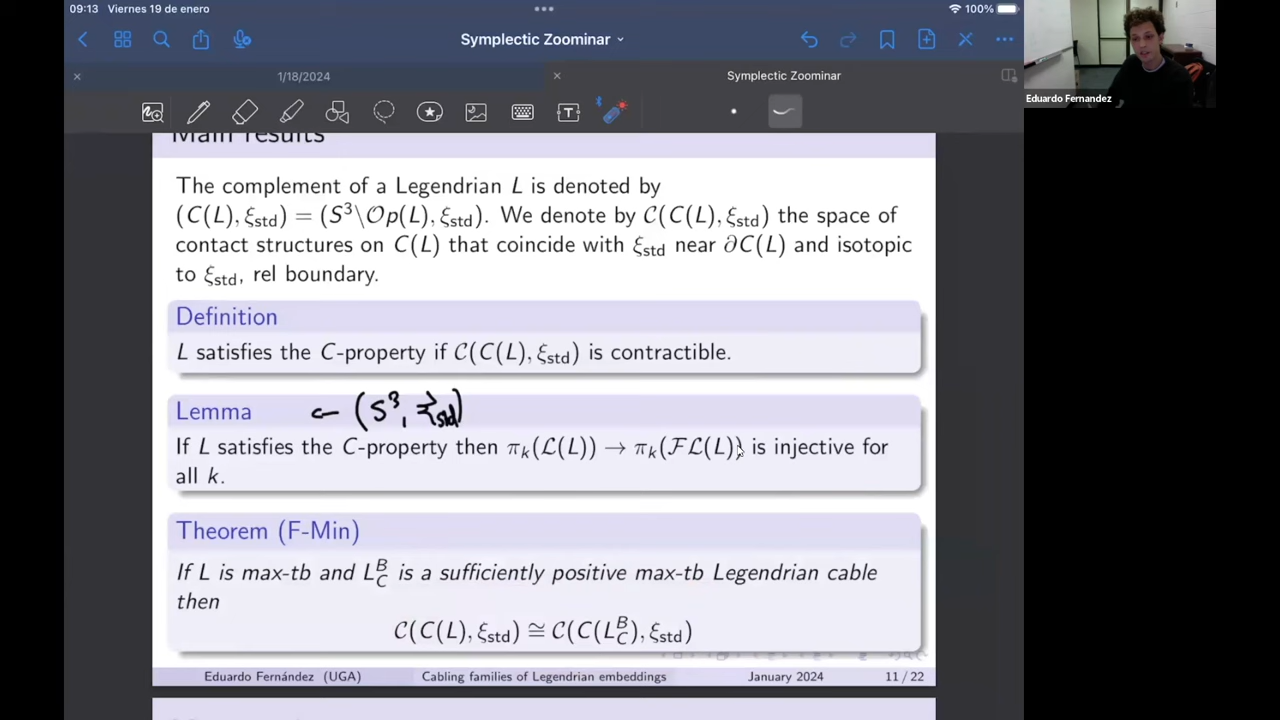 09:13 Viernes 19 de enero
100%
Symplectic Zoominar
1/18/2024
Symplectic Zoominar
Eduardo Fernandez
Main results
The complement of a Legendrian L is denoted by
(C(L), ξstd) = (S³\Op(L), ξstd). We denote by C(C(L), ξstd) the space of
contact structures on C(L) that coincide with ξstd near ∂C(L) and isotopic
to ξstd, rel boundary.
Definition
L satisfies the C-property if C(C(L), ξstd) is contractible.
Lemma ← (S³, ξstd)
If L satisfies the C-property then πk(L(L)) → πk(FL(L)) is injective for
all k.
Theorem (F-Min)
If L is max-tb and L_C^B is a sufficiently positive max-tb Legendrian cable
then
C(C(L), ξstd) ≅ C(C(L_C^B), ξstd)
Eduardo Fernández (UGA) Cabling families of Legendrian embeddings January 2024 11 / 22